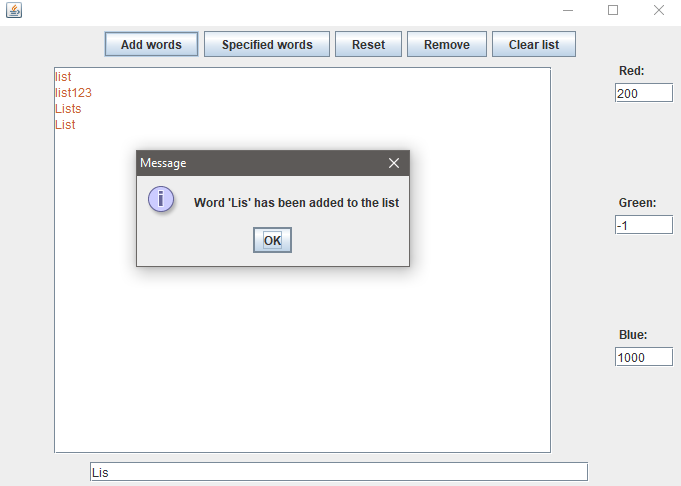 Add words Specified words Reset Remove Clear list
Red:
200
list
list123
Lists
List
Message
i
Word 'Lis' has been added to the list
OK
Green:
-1
Blue:
1000
Lis